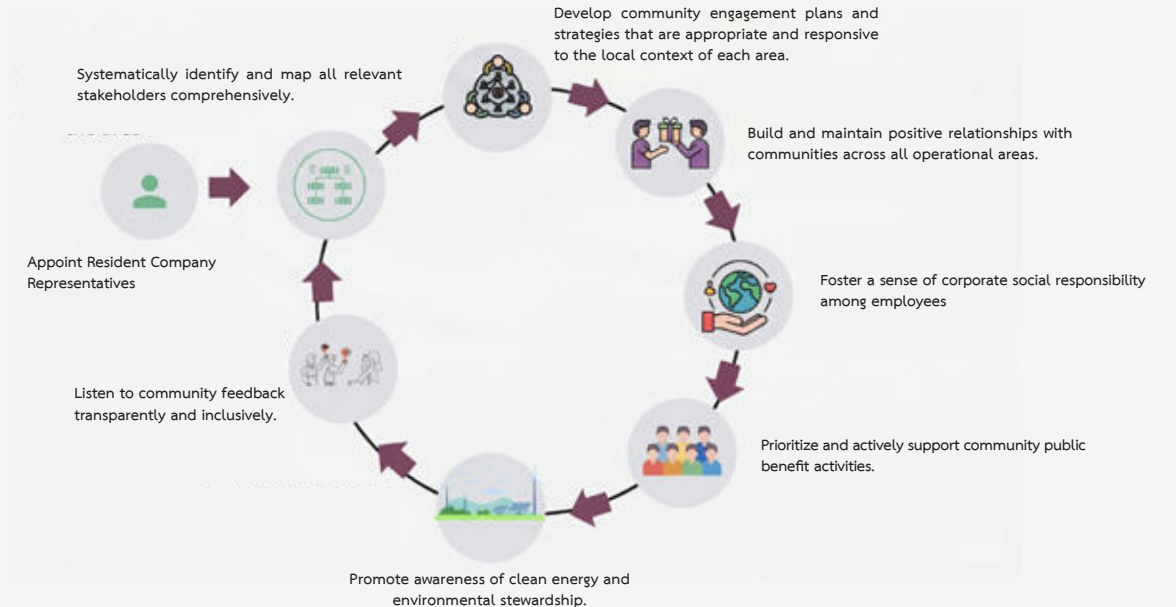 Develop community engagement plans and
strategies that are appropriate and responsive
to the local context of each area.
Systematically identify and map all relevant
stakeholders comprehensively.
Build and maintain positive relationships with
communities across all operational areas.
Appoint Resident Company
Representatives
Foster a sense of corporate social responsibility
among employees
Listen to community feedback
transparently and inclusively.
Prioritize and actively support community public
benefit activities.
Promote awareness of clean energy and
environmental stewardship.